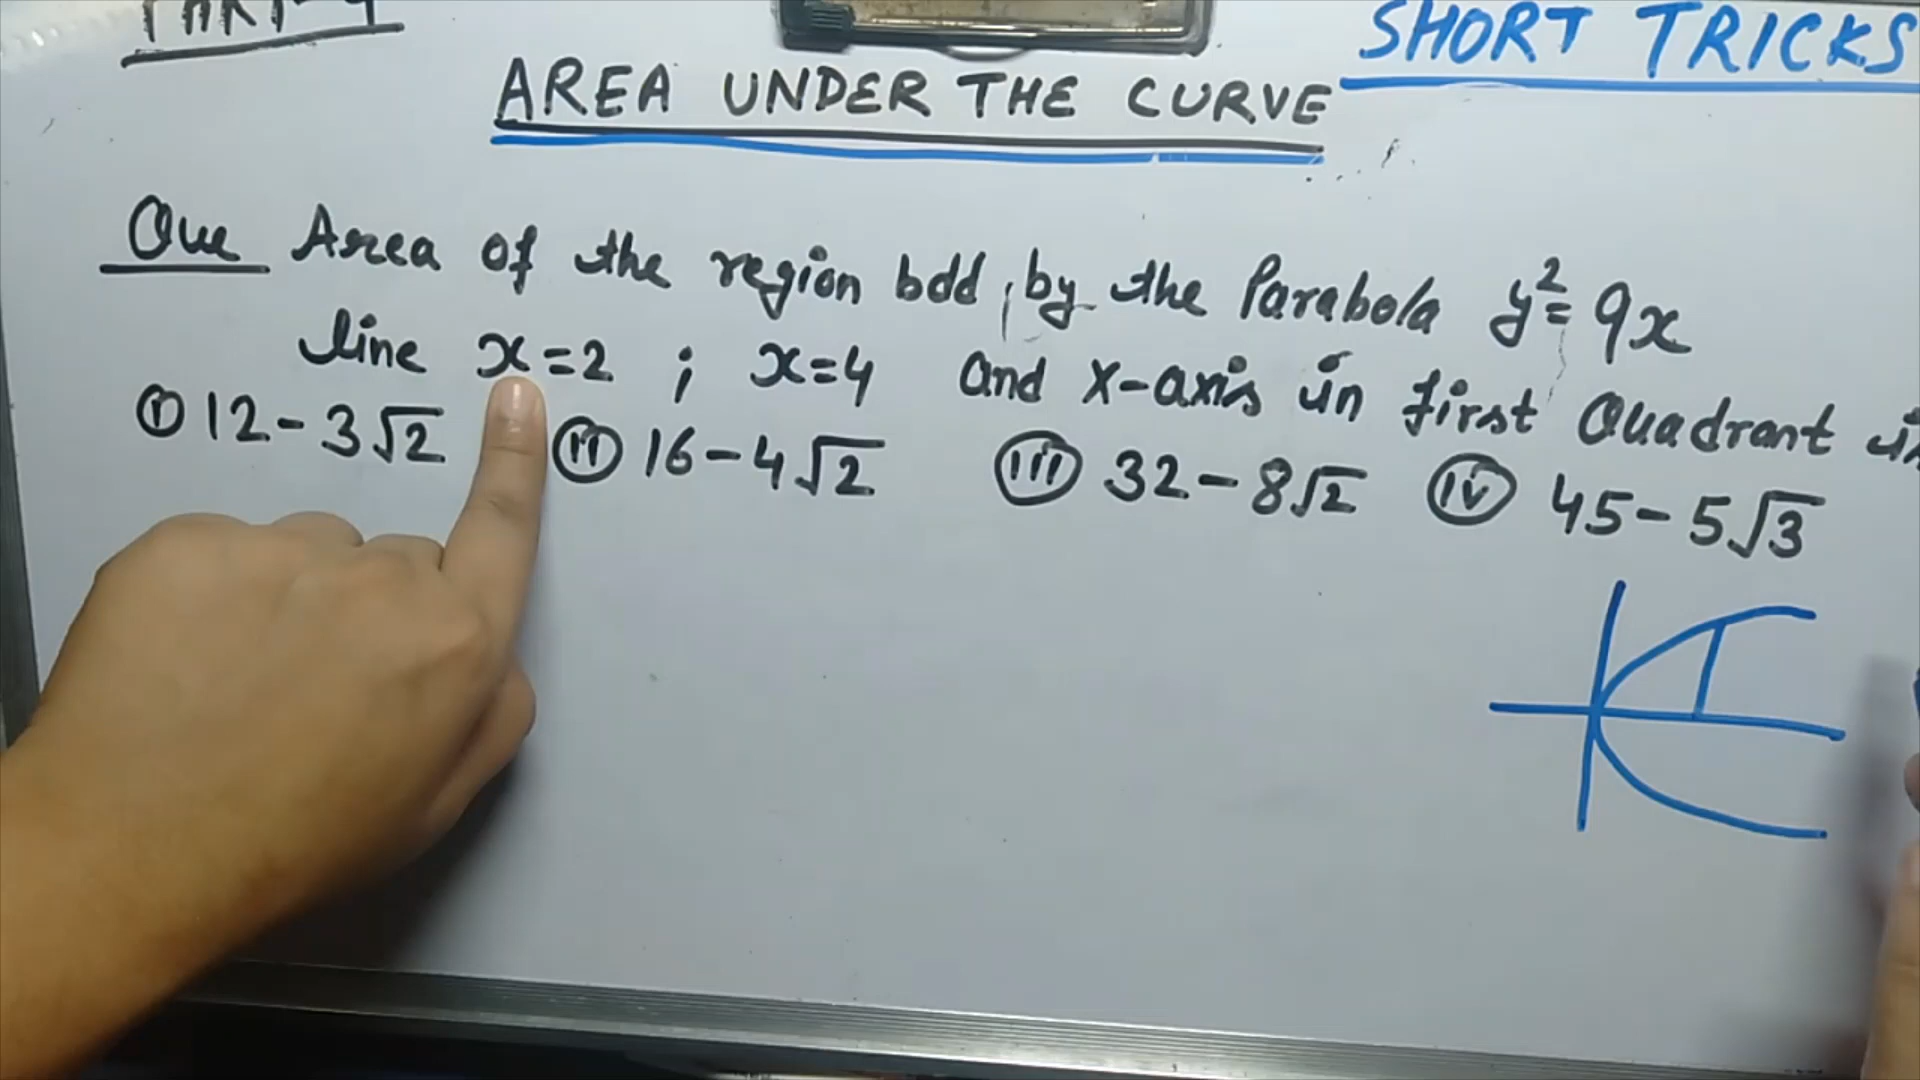 SHORT TRICKS
AREA UNDER THE CURVE
Que Area of the region bdd by the Parabola y²=9x
line x=2 ; x=4 and X-axis in first Quadrant
(i) 12-3√2 (ii) 16-4√2 (iii) 32-8√2 (iv) 45-5√3